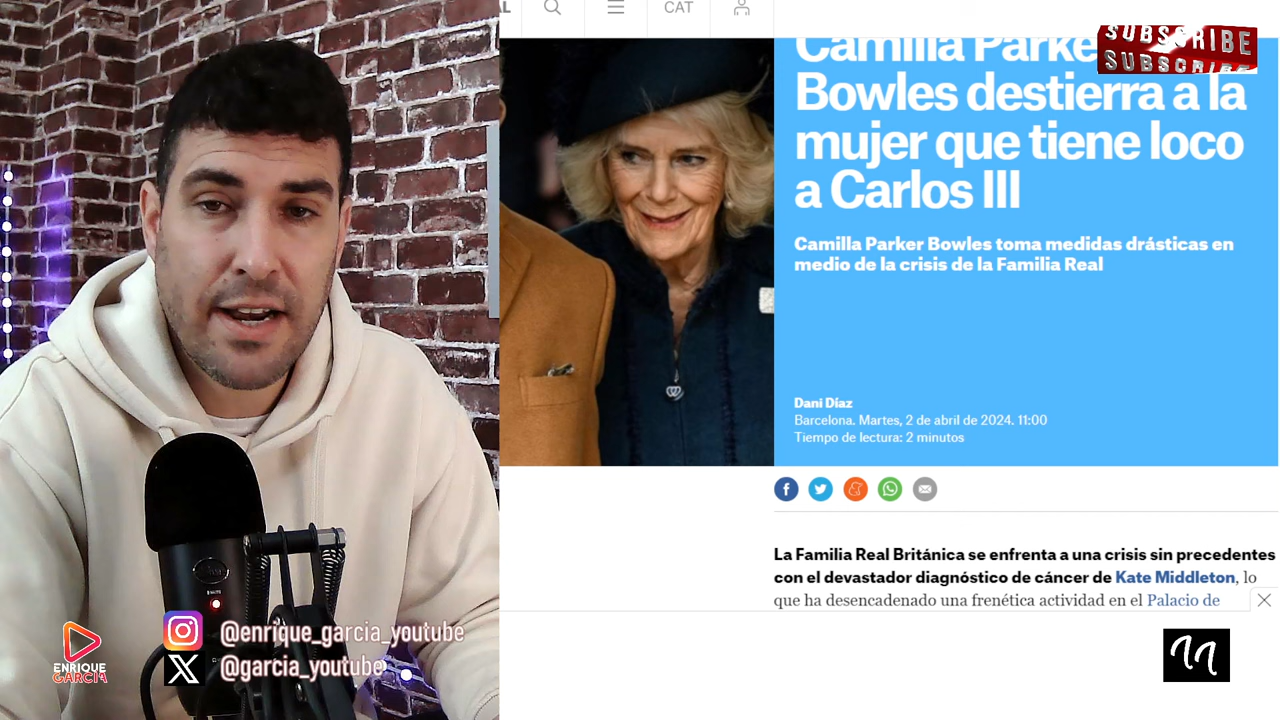 CAT
SUBSCRIBE
SUBSCRIBE
Camilla Parke
Bowles destierra a la
mujer que tiene loco
a Carlos III
Camilla Parker Bowles toma medidas drásticas en
medio de la crisis de la Familia Real
Dani Díaz
Barcelona. Martes, 2 de abril de 2024. 11:00
Tiempo de lectura: 2 minutos
La Familia Real Británica se enfrenta a una crisis sin precedentes
con el devastador diagnóstico de cáncer de Kate Middleton, lo
que ha desencadenado una frenética actividad en el Palacio de
@enrique_garcia_youtube
@garcia_youtube
ENRIQUE
GARCIA